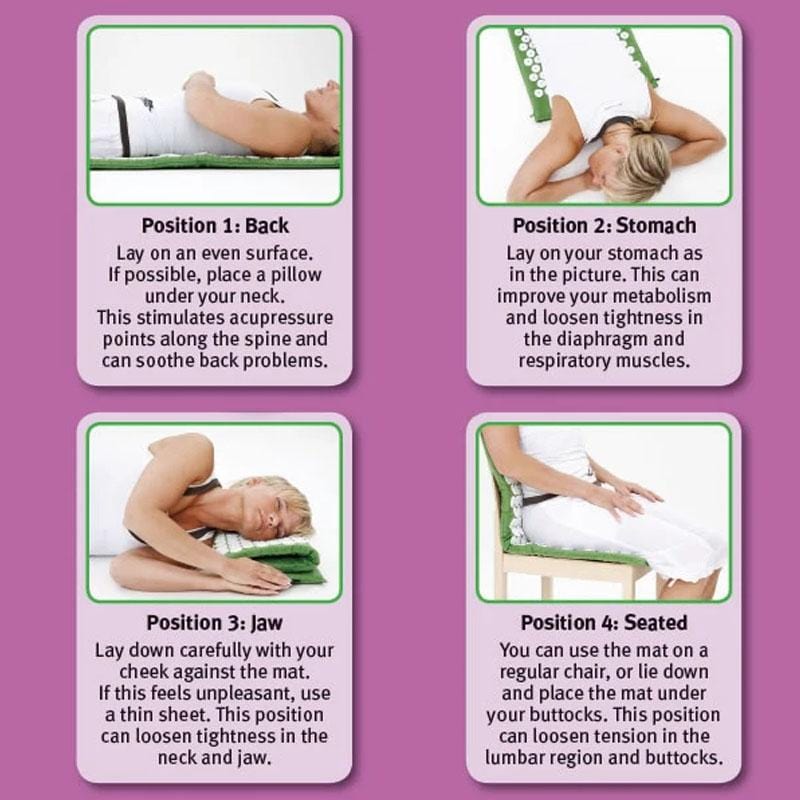 Position 1: Back
Lay on an even surface.
If possible, place a pillow
under your neck.
This stimulates acupressure
points along the spine and
can soothe back problems.
Position 2: Stomach
Lay on your stomach as
in the picture. This can
improve your metabolism
and loosen tightness in
the diaphragm and
respiratory muscles.
Position 3: Jaw
Lay down carefully with your
cheek against the mat.
If this feels unpleasant, use
a thin sheet. This position
can loosen tightness in the
neck and jaw.
Position 4: Seated
You can use the mat on a
regular chair, or lie down
and place the mat under
your buttocks. This position
can loosen tension in the
lumbar region and buttocks.